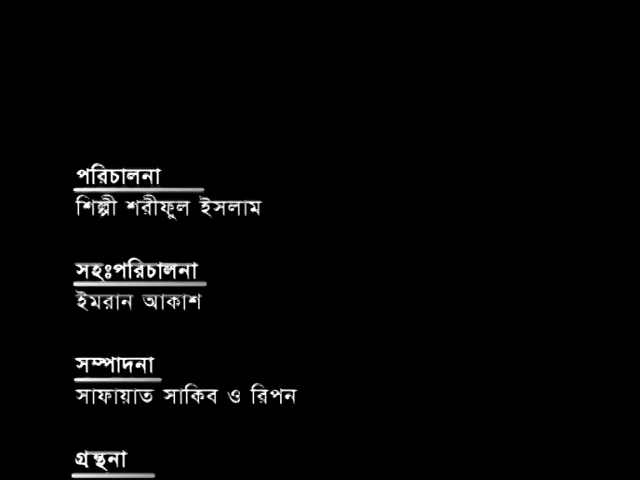 পরিচালনা
শিল্পী শরীফুল ইসলাম
সহঃপরিচালনা
ইমরান আকাশ
সম্পাদনা
সাফায়াত সাকিব ও রিপন
গ্রন্থনা